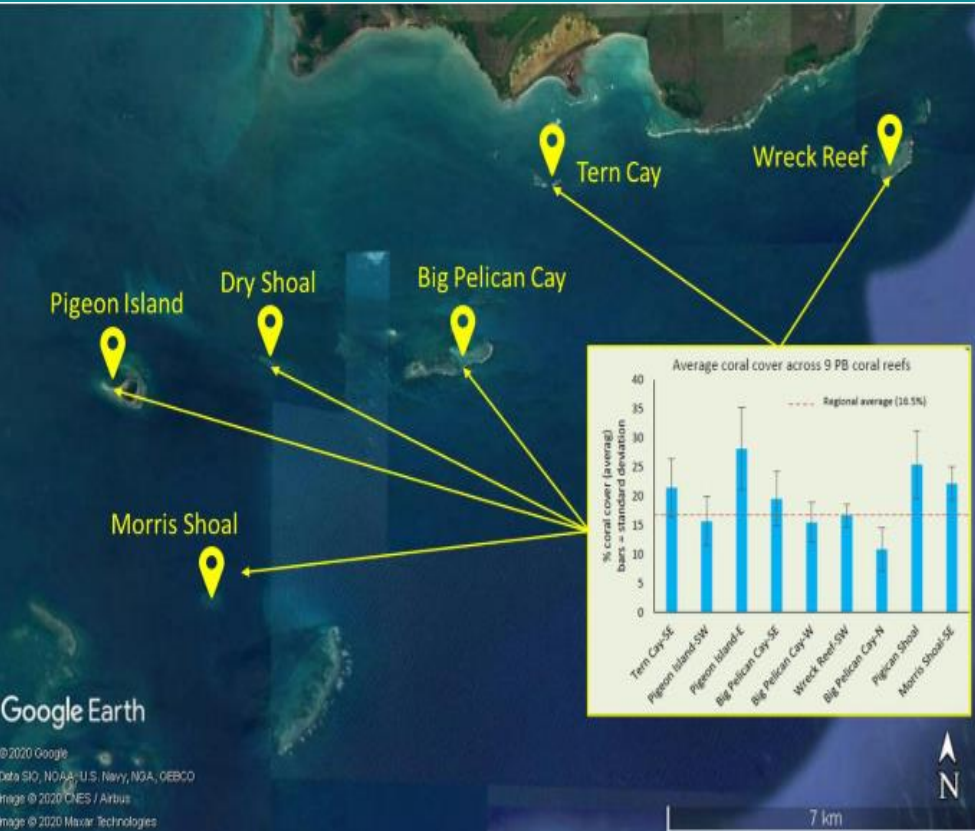 Tern Cay
Wreck Reef
Dry Shoal
Big Pelican Cay
Pigeon Island
Morris Shoal
Average coral cover across 9 PB coral reefs
Regional average (16.5%)
% coral cover (averag)
bars = standard deviation
40
35
30
25
20
15
10
5
0
Tern Cay-SE
Pigeon Island-SW
Pigeon Island-E
Big Pelican Cay-SE
Big Pelican Cay-W
Wreck Reef-SW
Big Pelican Cay-N
Pigican Shoal
Morris Shoal-SE
Google Earth
©2020 Google
Data SIO, NOAA, U.S. Navy, NGA, GEBCO
Image © 2020 CNES / Airbus
Image © 2020 Maxar Technologies
N
7 km